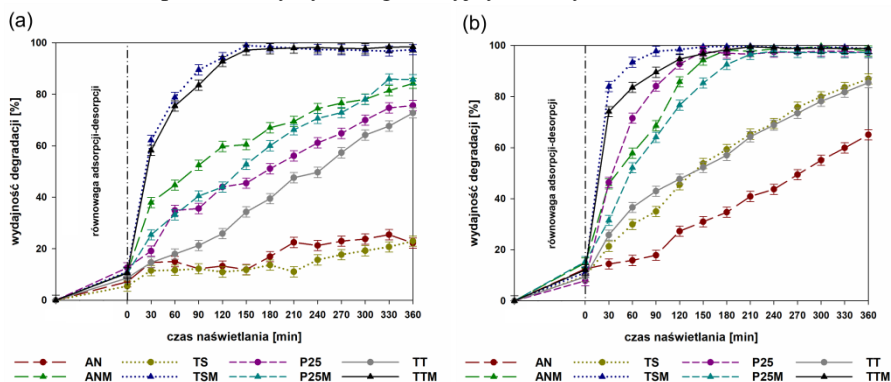 (a)
100
80
60
40
20
0
wydajność degradacji [%]
równowaga adsorpcji-desorpcji
0 30 60 90 120 150 180 210 240 270 300 330 360
czas naświetlania [min]
AN TS P25 TT
ANM TSM P25M TTM
(b)
100
80
60
40
20
0
wydajność degradacji [%]
równowaga adsorpcji-desorpcji
0 30 60 90 120 150 180 210 240 270 300 330 360
czas naświetlania [min]
AN TS P25 TT
ANM TSM P25M TTM